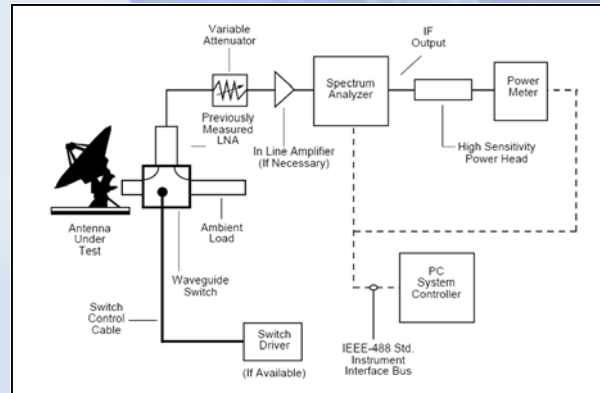 Variable
Attenuator
IF
Output
Spectrum
Analyzer
Power
Meter
Previously
Measured
LNA
In Line Amplifier
(If Necessary)
High Sensitivity
Power Head
Antenna
Under
Test
Ambient
Load
Waveguide
Switch
PC
System
Controller
Switch
Control
Cable
Switch
Driver
(If Available)
IEEE-488 Std.
Instrument
Interface Bus